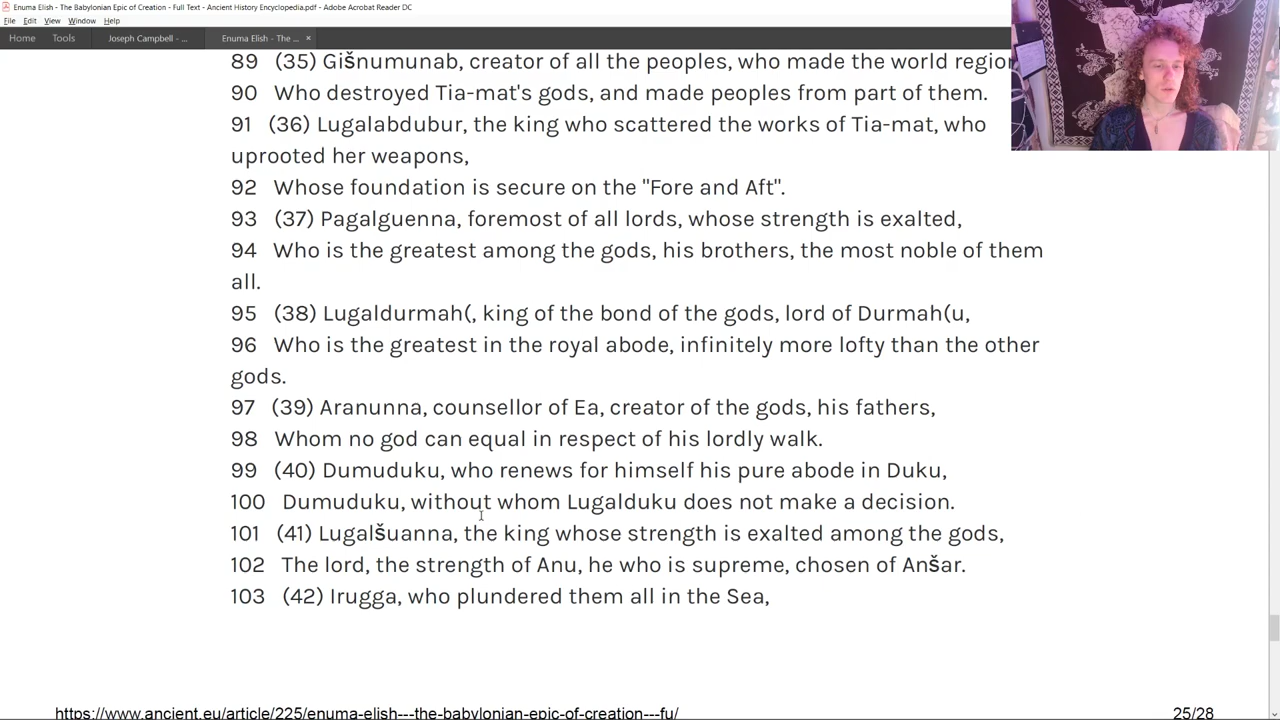 Enuma Elish - The Babylonian Epic of Creation - Full Text - Ancient History Encyclopedia.pdf - Adobe Acrobat Reader DC
File Edit View Window Help
Home Tools Joseph Campbell - ... Enuma Elish - The ... ×
89 (35) Gišnumunab, creator of all the peoples, who made the world region
90 Who destroyed Tia-mat's gods, and made peoples from part of them.
91 (36) Lugalabdubur, the king who scattered the works of Tia-mat, who
uprooted her weapons,
92 Whose foundation is secure on the "Fore and Aft".
93 (37) Pagalguenna, foremost of all lords, whose strength is exalted,
94 Who is the greatest among the gods, his brothers, the most noble of them
all.
95 (38) Lugaldurmah(, king of the bond of the gods, lord of Durmah(u,
96 Who is the greatest in the royal abode, infinitely more lofty than the other
gods.
97 (39) Aranunna, counsellor of Ea, creator of the gods, his fathers,
98 Whom no god can equal in respect of his lordly walk.
99 (40) Dumuduku, who renews for himself his pure abode in Duku,
100 Dumuduku, without whom Lugalduku does not make a decision.
101 (41) Lugalšuanna, the king whose strength is exalted among the gods,
102 The lord, the strength of Anu, he who is supreme, chosen of Anšar.
103 (42) Irugga, who plundered them all in the Sea,
https://www.ancient.eu/article/225/enuma-elish---the-babylonian-epic-of-creation---fu/ 25/28